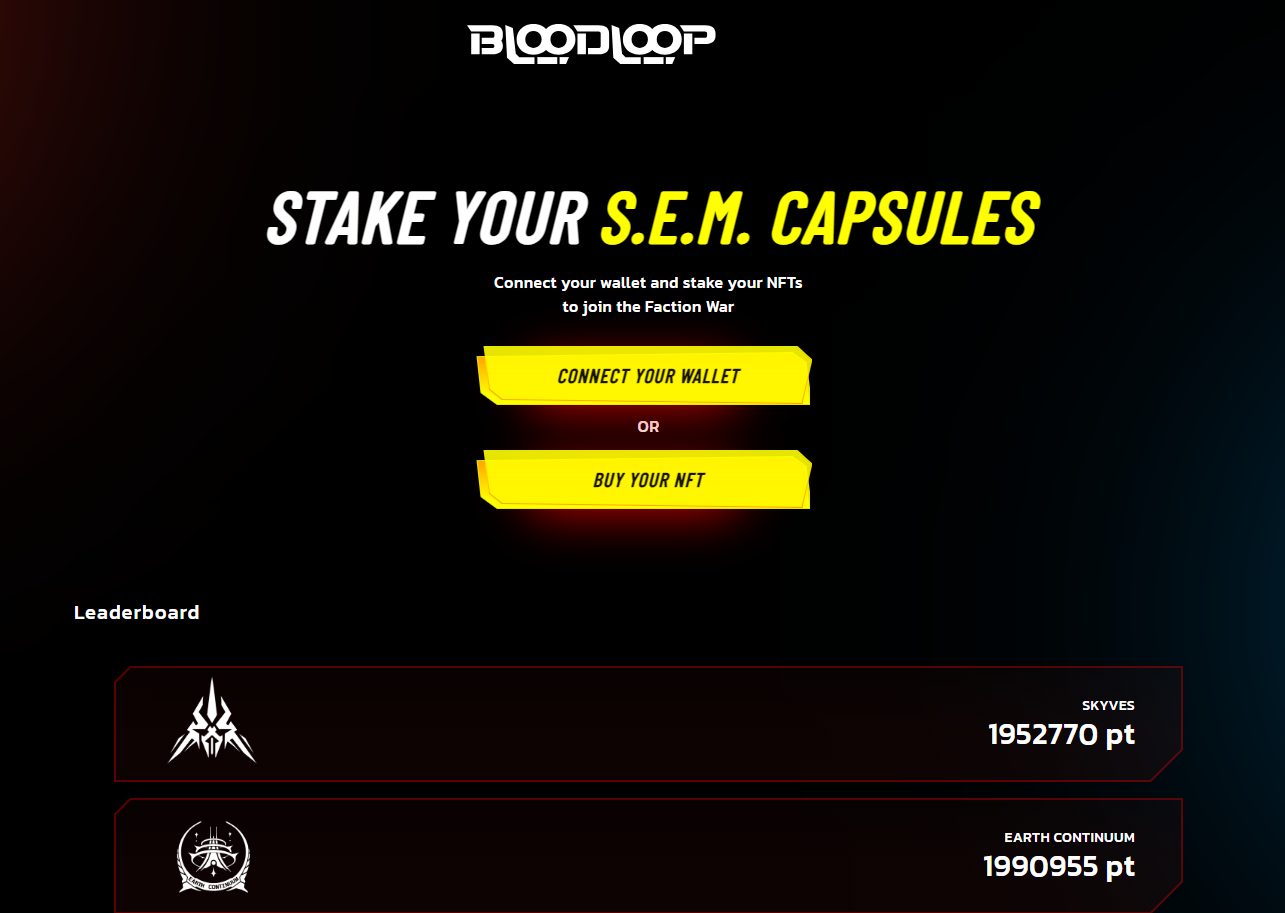 BLOODLOOP
STAKE YOUR S.E.M. CAPSULES
Connect your wallet and stake your NFTs
to join the Faction War
CONNECT YOUR WALLET
OR
BUY YOUR NFT
Leaderboard
SKYVES
1952770 pt
EARTH CONTINUUM
1990955 pt
EARTH CONTINUUM